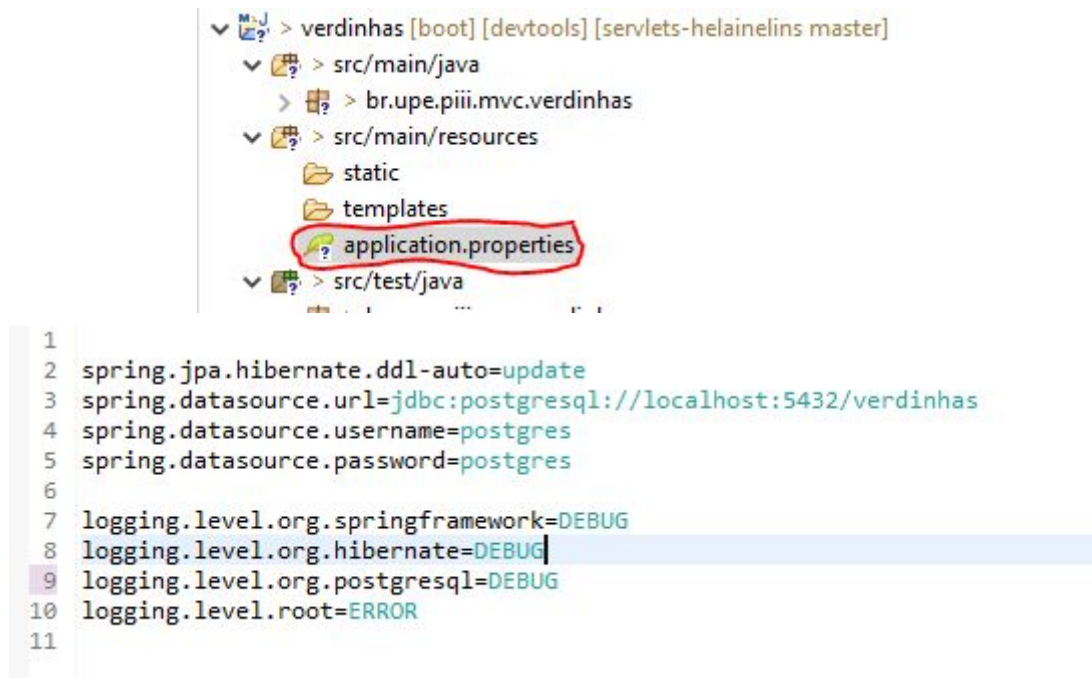 > verdinhas [boot] [devtools] [servlets-helainelins master]
> src/main/java
> br.upe.piii.mvc.verdinhas
> src/main/resources
static
templates
application.properties
> src/test/java
1
2 spring.jpa.hibernate.ddl-auto=update
3 spring.datasource.url=jdbc:postgresql://localhost:5432/verdinhas
4 spring.datasource.username=postgres
5 spring.datasource.password=postgres
6
7 logging.level.org.springframework=DEBUG
8 logging.level.org.hibernate=DEBUG
9 logging.level.org.postgresql=DEBUG
10 logging.level.root=ERROR
11